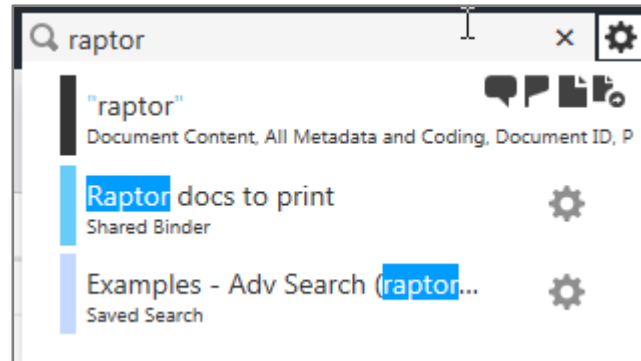 raptor
"raptor"
Document Content, All Metadata and Coding, Document ID, P
Raptor docs to print
Shared Binder
Examples - Adv Search (raptor...
Saved Search